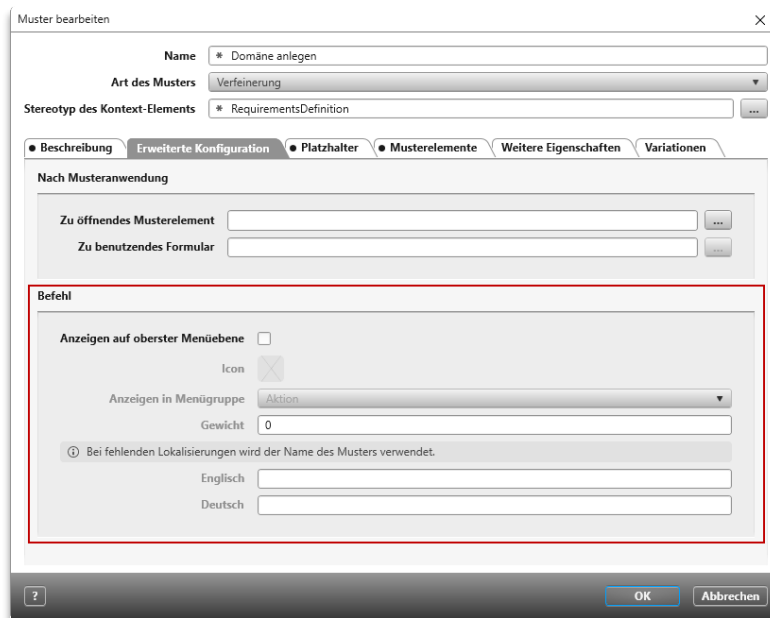 Muster bearbeiten
Name * Domäne anlegen
Art des Musters Verfeinerung
Stereotyp des Kontext-Elements * RequirementsDefinition ...
Beschreibung Erweiterte Konfiguration Platzhalter Musterelemente Weitere Eigenschaften Variationen
Nach Musteranwendung
Zu öffnendes Musterelement ...
Zu benutzendes Formular ...
Befehl
Anzeigen auf oberster Menüebene
Icon
Anzeigen in Menügruppe Aktion
Gewicht 0
Bei fehlenden Lokalisierungen wird der Name des Musters verwendet.
Englisch
Deutsch
? OK Abbrechen